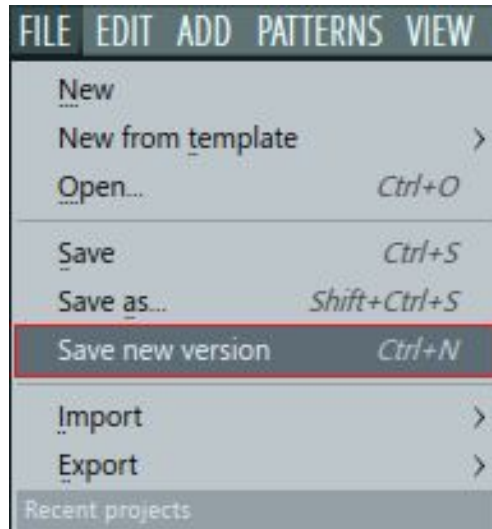 FILE EDIT ADD PATTERNS VIEW
New
New from template >
Open... Ctrl+O
Save Ctrl+S
Save as... Shift+Ctrl+S
Save new version Ctrl+N
Import >
Export >
Recent projects